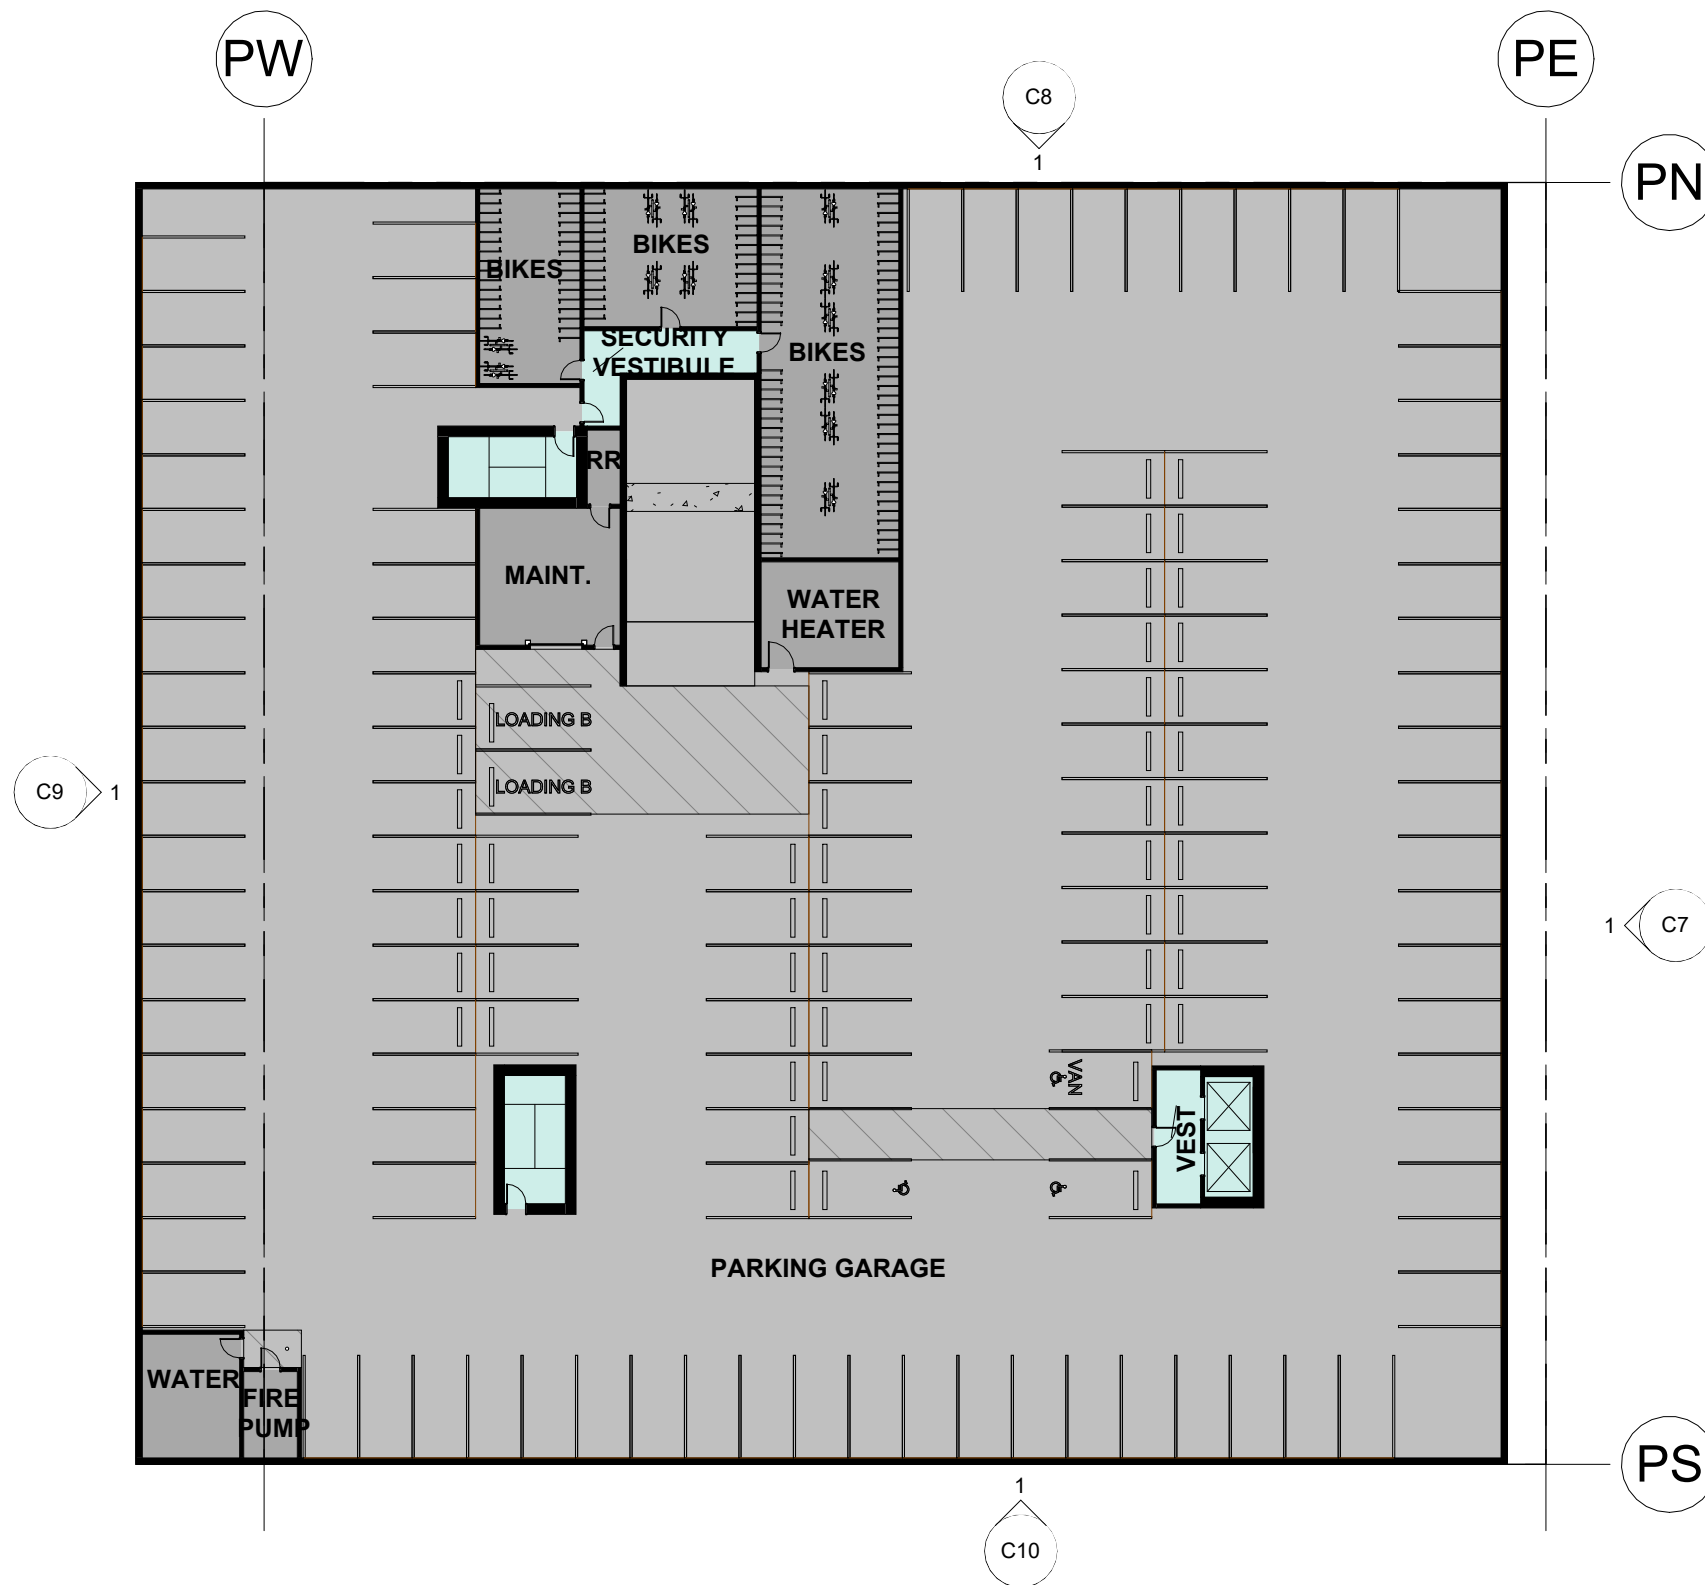 PW
PE
C8
1
PN
BIKES
BIKES
SECURITY
VESTIBULE
BIKES
RR
MAINT.
WATER
HEATER
LOADING B
LOADING B
C9
1
1
C7
VAN
VEST
PARKING GARAGE
WATER
FIRE
PUMP
PS
1
C10